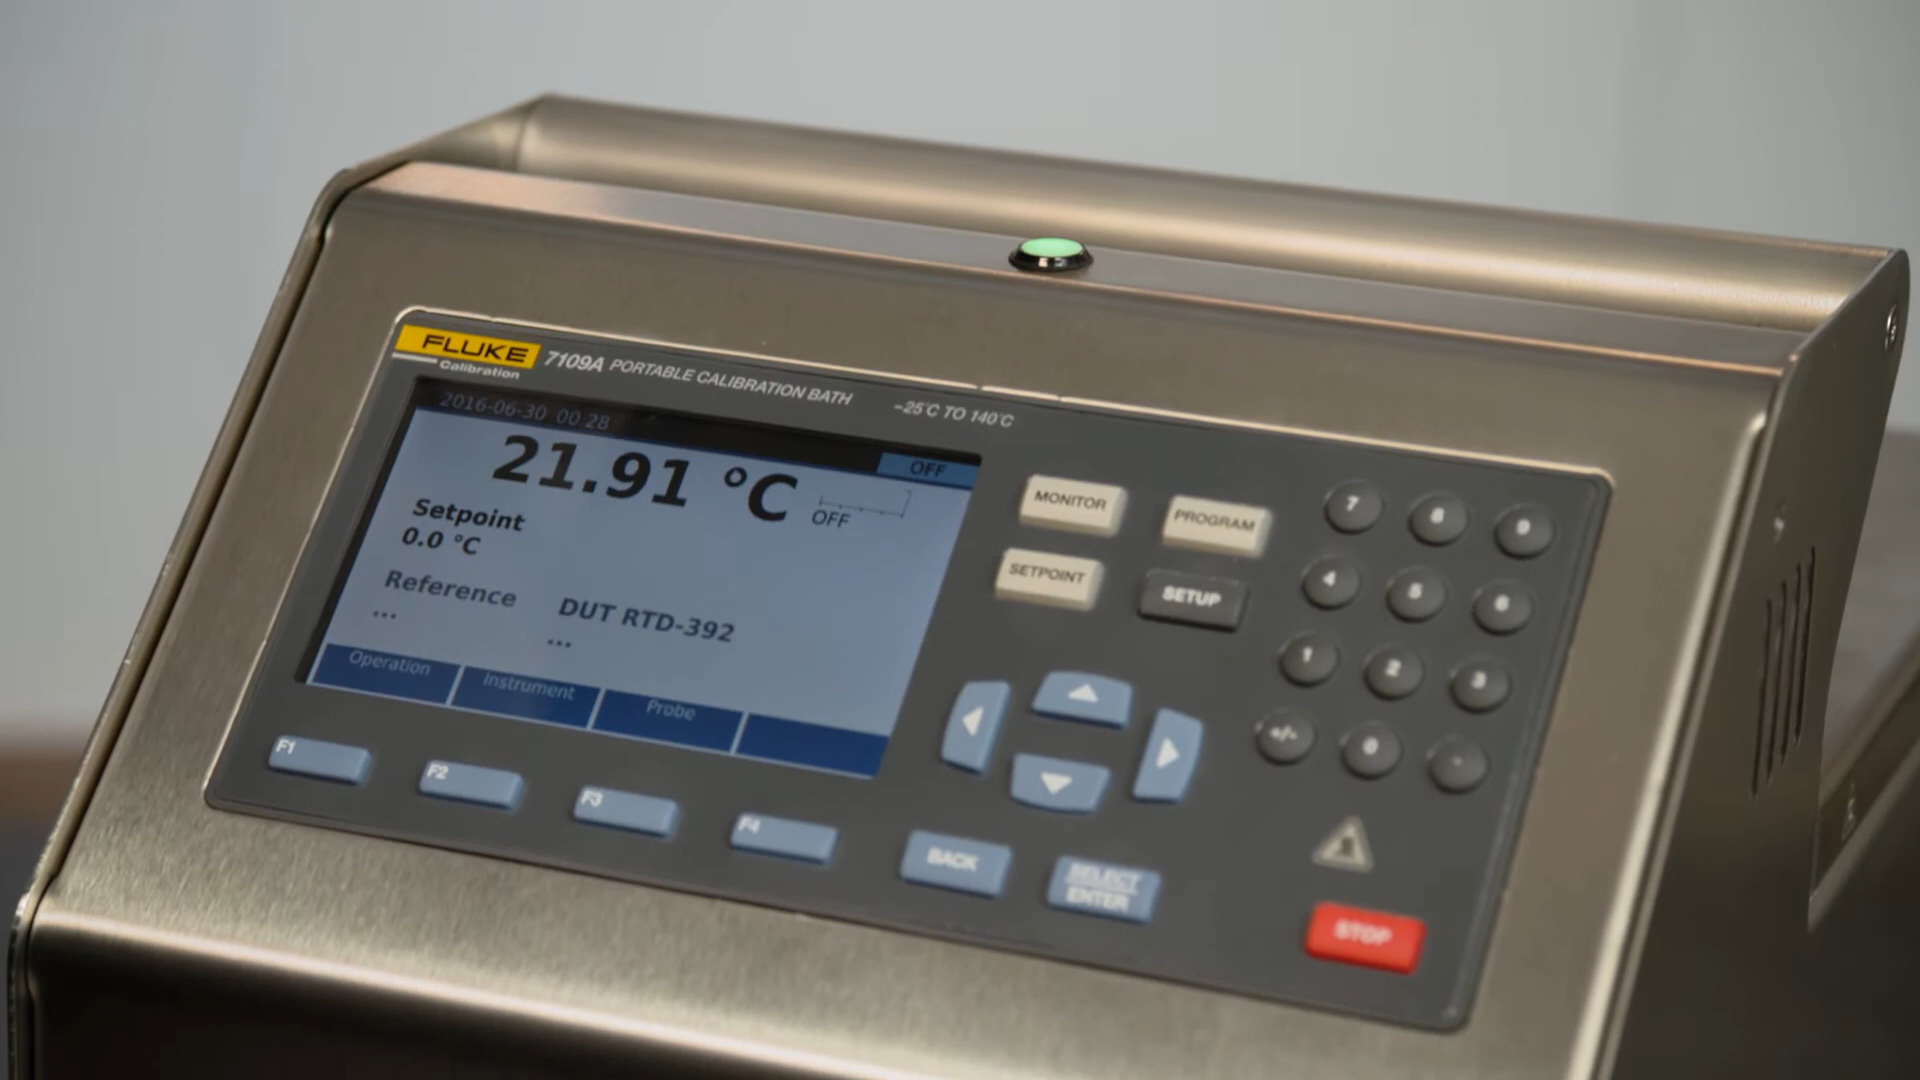 FLUKE
Calibration
7109A PORTABLE CALIBRATION BATH
-25°C TO 140°C
2016-06-30 00:28
OFF
21.91 °C
OFF
Setpoint
0.0 °C
Reference
...
DUT RTD-392
...
Operation
Instrument
Probe
F1
F2
F3
F4
MONITOR
PROGRAM
SETPOINT
SETUP
7
8
9
4
5
6
1
2
3
+/-
0
.
BACK
SELECT
ENTER
STOP